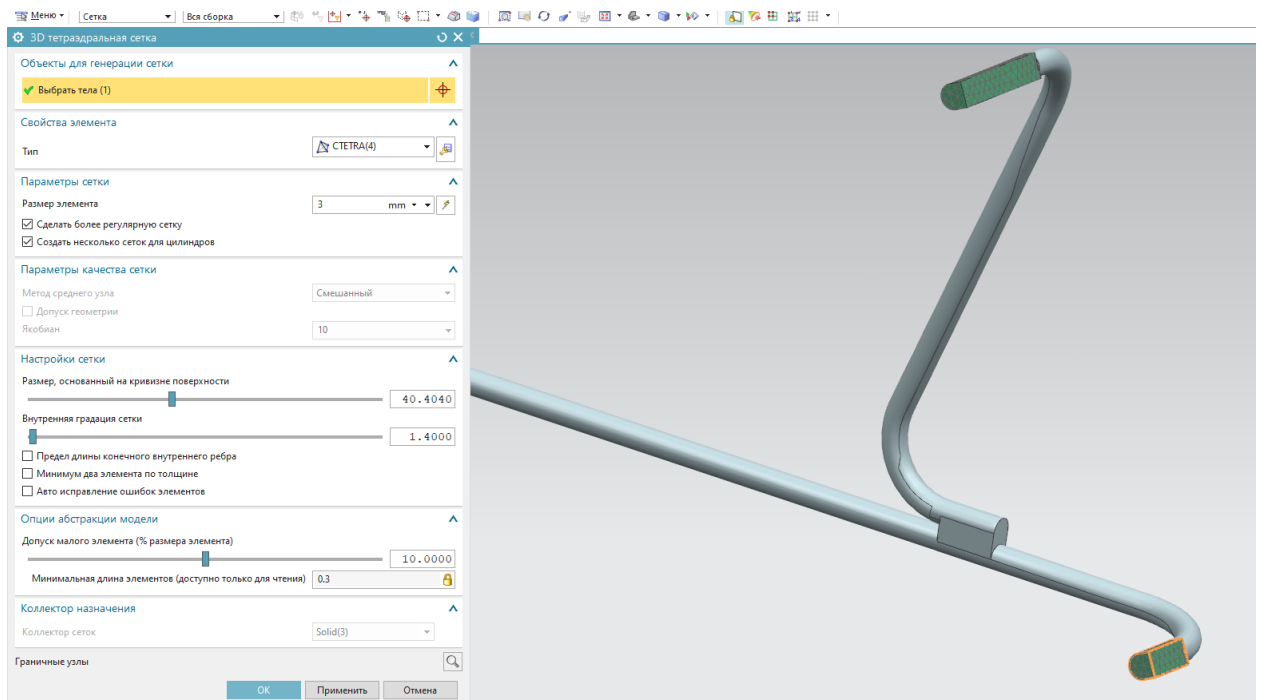 Меню Сетка Вся сборка
3D тетраэдральная сетка
Объекты для генерации сетки
Выбрать тела (1)
Свойства элемента
Тип CTETRA(4)
Параметры сетки
Размер элемента 3 mm
Сделать более регулярную сетку
Создать несколько сеток для цилиндров
Параметры качества сетки
Метод среднего узла Смешанный
Допуск геометрии
Якобиан 10
Настройки сетки
Размер, основанный на кривизне поверхности
40.4040
Внутренняя градация сетки
1.4000
Предел длины конечного внутреннего ребра
Минимум два элемента по толщине
Авто исправление ошибок элементов
Опции абстракции модели
Допуск малого элемента (% размера элемента)
10.0000
Минимальная длина элементов (доступно только для чтения) 0.3
Коллектор назначения
Коллектор сеток Solid(3)
Граничные узлы
ОК Применить Отмена